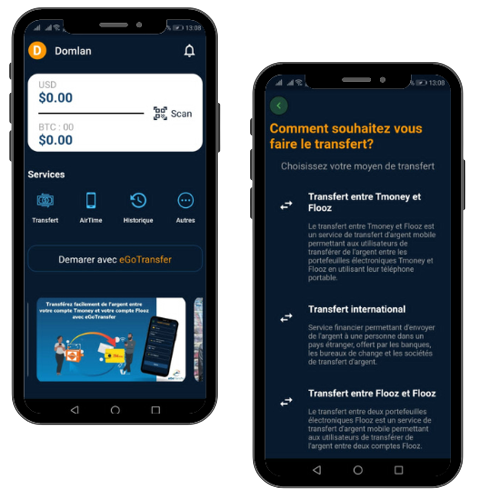 13:08
D Domlan
USD
$0.00
Scan
BTC : 00
$0.00
Services
Transfert AirTime Historique Autres
Demarer avec eGoTransfer
Transférez facilement de l'argent entre
votre compte Tmoney et votre compte Flooz
avec eGoTransfer
13:08
Comment souhaitez vous
faire le transfert?
Choisissez votre moyen de transfert
Transfert entre Tmoney et
Flooz
Le transfert entre Tmoney et Flooz est
un service de transfert d'argent mobile
permettant aux utilisateurs de
transférer de l'argent entre les
portefeuilles électroniques Tmoney et
Flooz en utilisant leur téléphone
portable.
Transfert international
Service financier permettant d'envoyer
de l'argent à une personne dans un
pays étranger, offert par les banques,
les bureaux de change et les sociétés
de transfert d'argent.
Transfert entre Flooz et Flooz
Le transfert entre deux portefeuilles
électroniques Flooz est un service de
transfert d'argent mobile permettant
aux utilisateurs de transférer de
l'argent entre deux comptes Flooz.